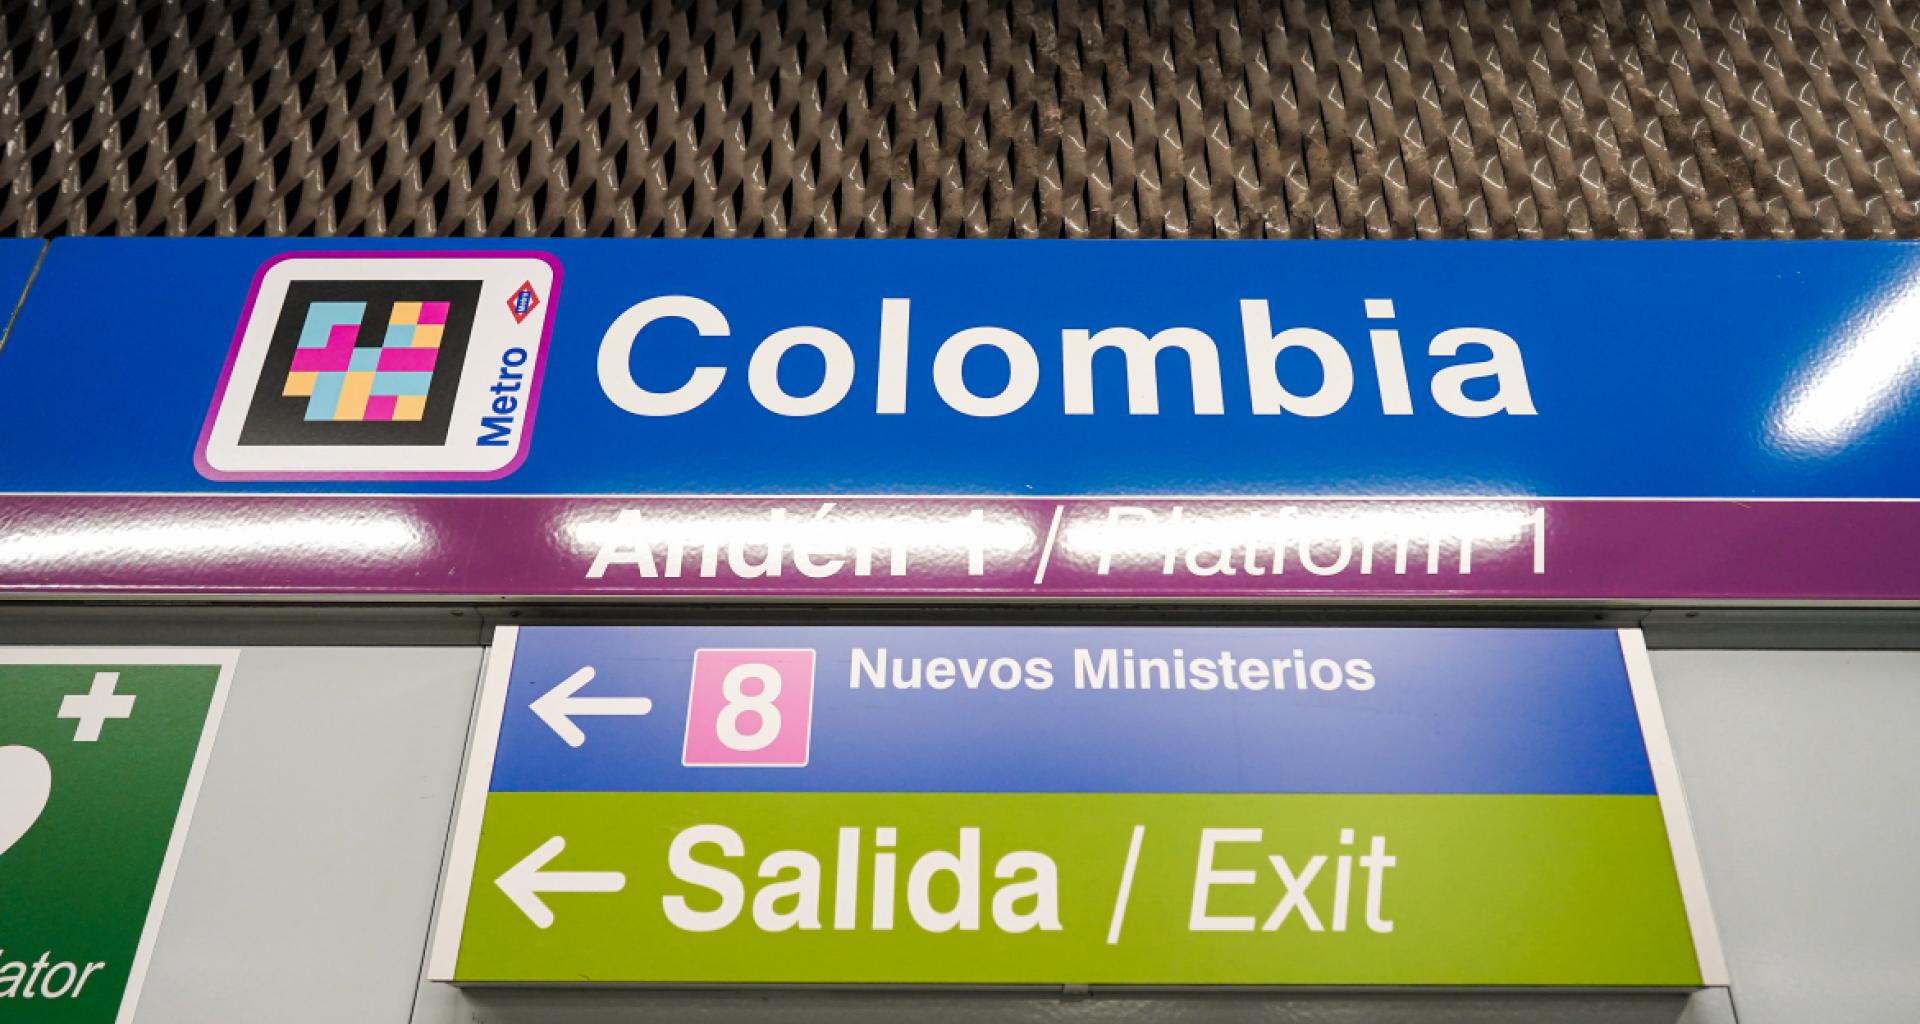 Metro
Colombia
Andén 1 / Platform 1
8 Nuevos Ministerios
Salida / Exit